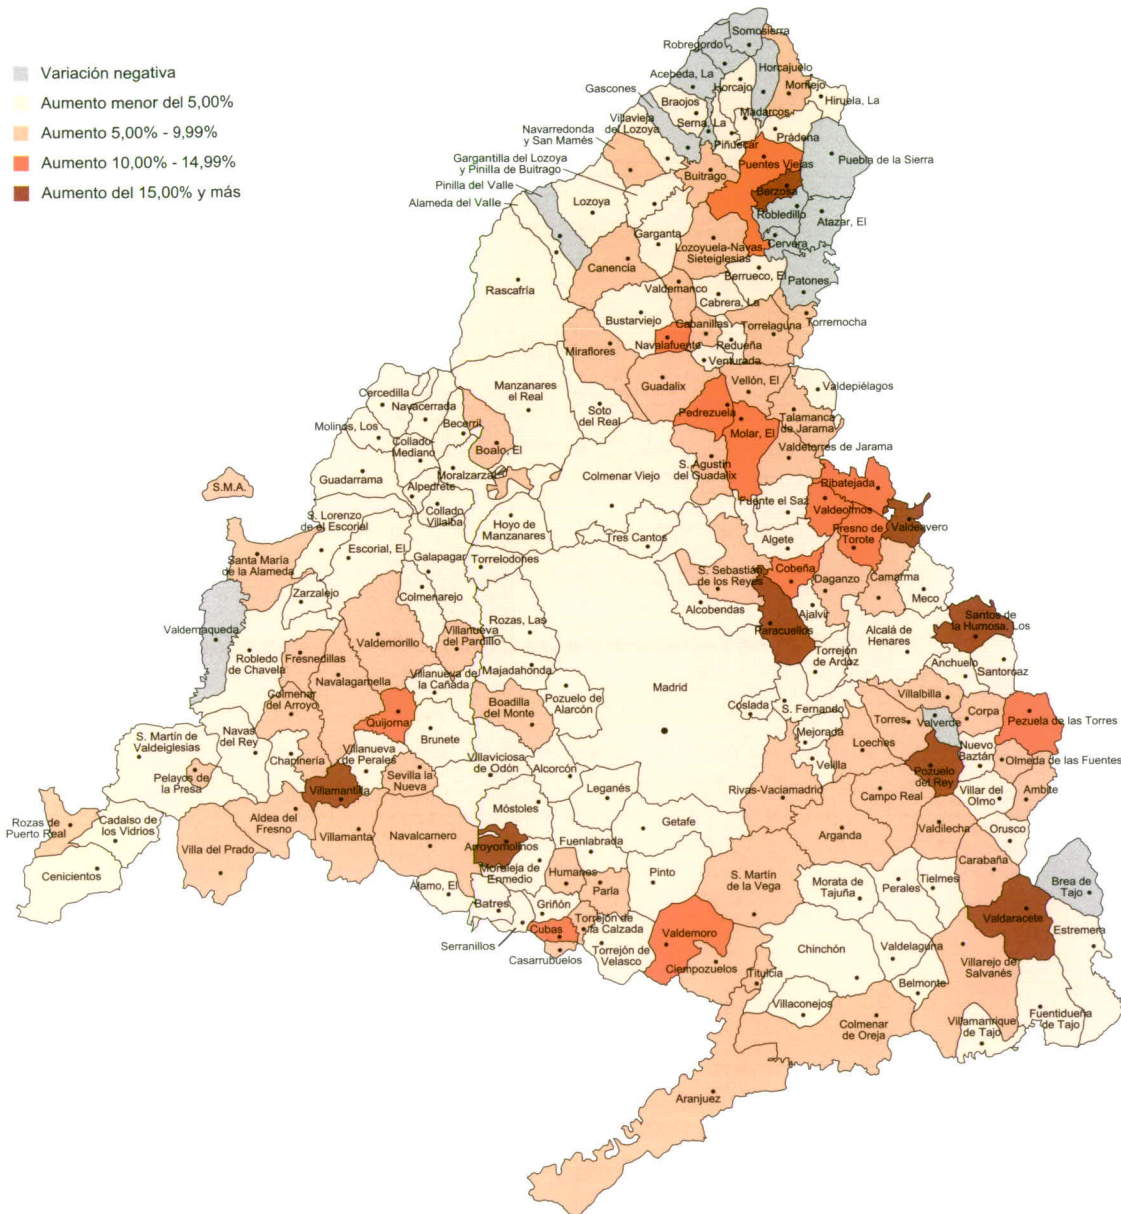 Variación negativa
Aumento menor del 5,00%
Aumento 5,00% - 9,99%
Aumento 10,00% - 14,99%
Aumento del 15,00% y más
Somosierra
Robregordo
Acebeda, La
Horcajuelo
Horcajo
Montejo
Gascones
Braojos
Madarcos
Hiruela, La
Villavieja
del Lozoya
Serna, La
Piñuecar
Prádena
Navarredonda
y San Mamés
Puentes Viejas
Puebla de la Sierra
Gargantilla del Lozoya
y Pinilla de Buitrago
Buitrago
Berzosa
Pinilla del Valle
Alameda del Valle
Lozoya
Robledillo
Atazar, El
Garganta
Cervera
Lozoyuela-Navas
Sieteiglesias
Canencia
Berrueco, El
Patones
Rascafría
Valdemanco
Cabrera, La
Bustarviejo
Cabanillas
Torrelaguna
Torremocha
Miraflores
Navalafuente
Redueña
Venturada
Manzanares
el Real
Guadalix
Vellón, El
Valdepiélagos
Cercedilla
Navacerrada
Soto
del Real
Pedrezuela
Talamanca
de Jarama
Molinos, Los
Becerril
Molar, El
Collado
Mediano
Boalo, El
Valdetorres de Jarama
S. Agustín
del Guadalix
Moralzarzal
Guadarrama
Colmenar Viejo
S.M.A.
Alpedrete
Ribatejada
Fuente el Saz
Valdeolmos
Collado
Villalba
S. Lorenzo
de el Escorial
Hoyo de
Manzanares
Valdeavero
Fresno de
Torote
Tres Cantos
Algete
Escorial, El
Santa María
de la Alameda
Galapagar
Torrelodones
S. Sebastián
de los Reyes
Cobeña
Daganzo
Camarma
Zarzalejo
Colmenarejo
Meco
Alcobendas
Ajalvir
Santos de
la Humosa, Los
Valdemaqueda
Valdemorillo
Villanueva
del Pardillo
Rozas, Las
Paracuellos
Alcalá de
Henares
Robledo
de Chavela
Fresnedillas
Majadahonda
Torrejón
de Ardoz
Anchuelo
Santorcaz
Navalagamella
Villanueva de
la Cañada
Madrid
Colmenar
del Arroyo
Boadilla
del Monte
Pozuelo de
Alarcón
Villalbilla
Coslada
S. Fernando
Corpa
Pezuela de las Torres
Quijorna
Torres
Valverde
S. Martín de
Valdeiglesias
Navas
del Rey
Brunete
Mejorada
Loeches
Nuevo
Baztán
Chapinería
Villanueva
de Perales
Villaviciosa
de Odón
Velilla
Olmeda de las Fuentes
Pelayos de
la Presa
Sevilla la
Nueva
Alcorcón
Pozuelo
del Rey
Villamantilla
Leganés
Rivas-Vaciamadrid
Campo Real
Villar del
Olmo
Ambite
Móstoles
Rozas de
Puerto Real
Cadalso de
los Vidrios
Aldea del
Fresno
Villamanta
Navalcarnero
Getafe
Arganda
Valdilecha
Orusco
Arroyomolinos
Fuenlabrada
Villa del Prado
Moraleja de
Enmedio
Cenicientos
Humanes
Pinto
S. Martín
de la Vega
Carabaña
Álamo, El
Parla
Morata de
Tajuña
Perales
Tielmes
Brea de
Tajo
Batres
Griñón
Valdaracete
Cubas
Torrejón de
la Calzada
Valdemoro
Estremera
Serranillos
Casarrubuelos
Torrejón de
Velasco
Chinchón
Valdelaguna
Ciempozuelos
Villarejo de
Salvanés
Titulcia
Belmonte
Villaconejos
Fuentidueña
de Tajo
Colmenar
de Oreja
Villamanrique
de Tajo
Aranjuez